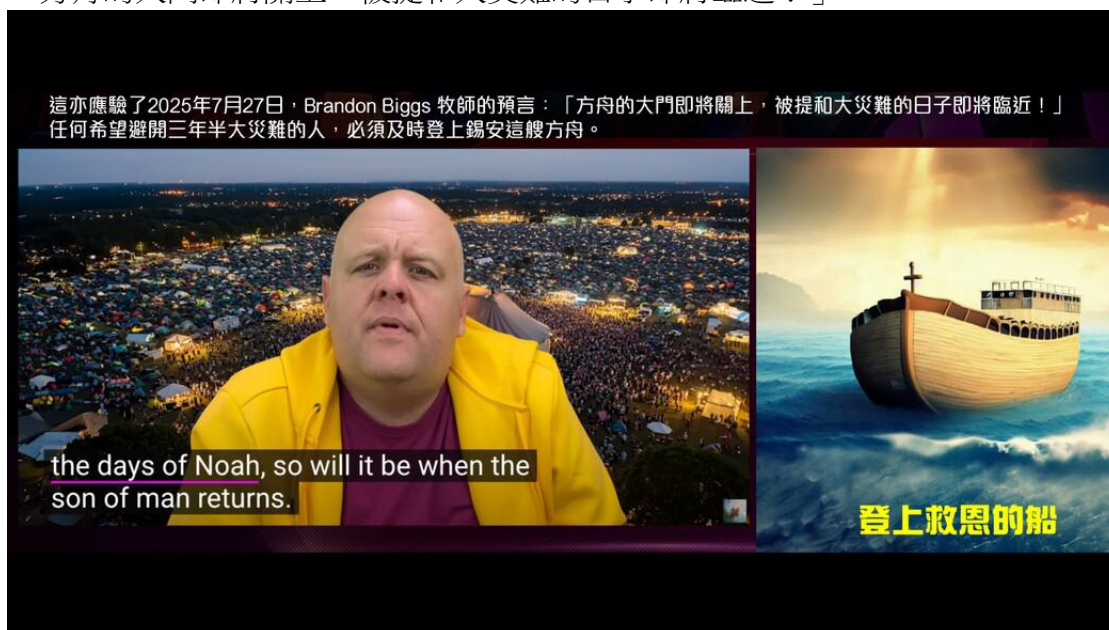 這亦應驗了2025年7月27日，Brandon Biggs 牧師的預言：「方舟的大門即將關上，被提和大災難的日子即將臨近！」
任何希望避開三年半大災難的人，必須及時登上錫安這艘方舟。
the days of Noah, so will it be when the
son of man returns.
登上救恩的船